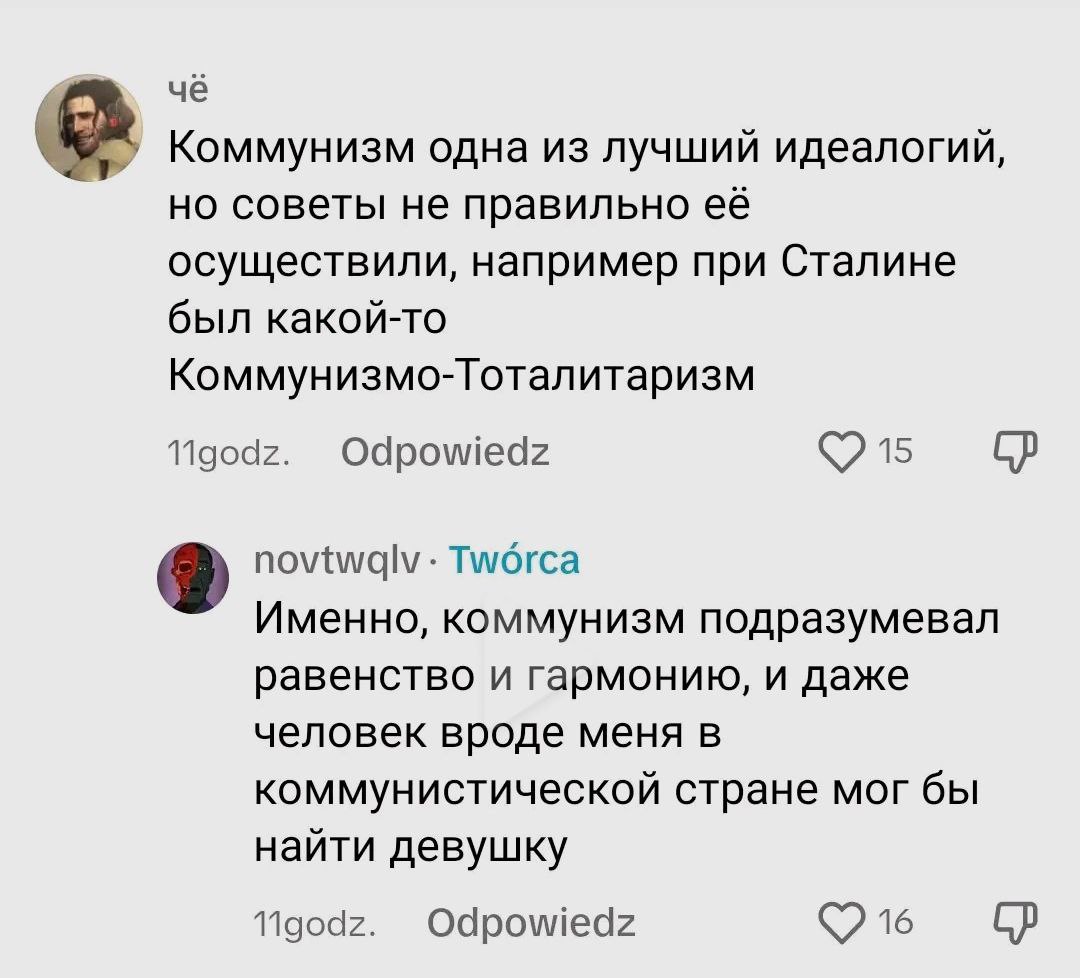 чё
Коммунизм одна из лучший идеалогий,
но советы не правильно её
осуществили, например при Сталине
был какой-то
Коммунизмо-Тоталитаризм
11godz. Odpowiedz 15
novtwqlv · Twórca
Именно, коммунизм подразумевал
равенство и гармонию, и даже
человек вроде меня в
коммунистической стране мог бы
найти девушку
11godz. Odpowiedz 16